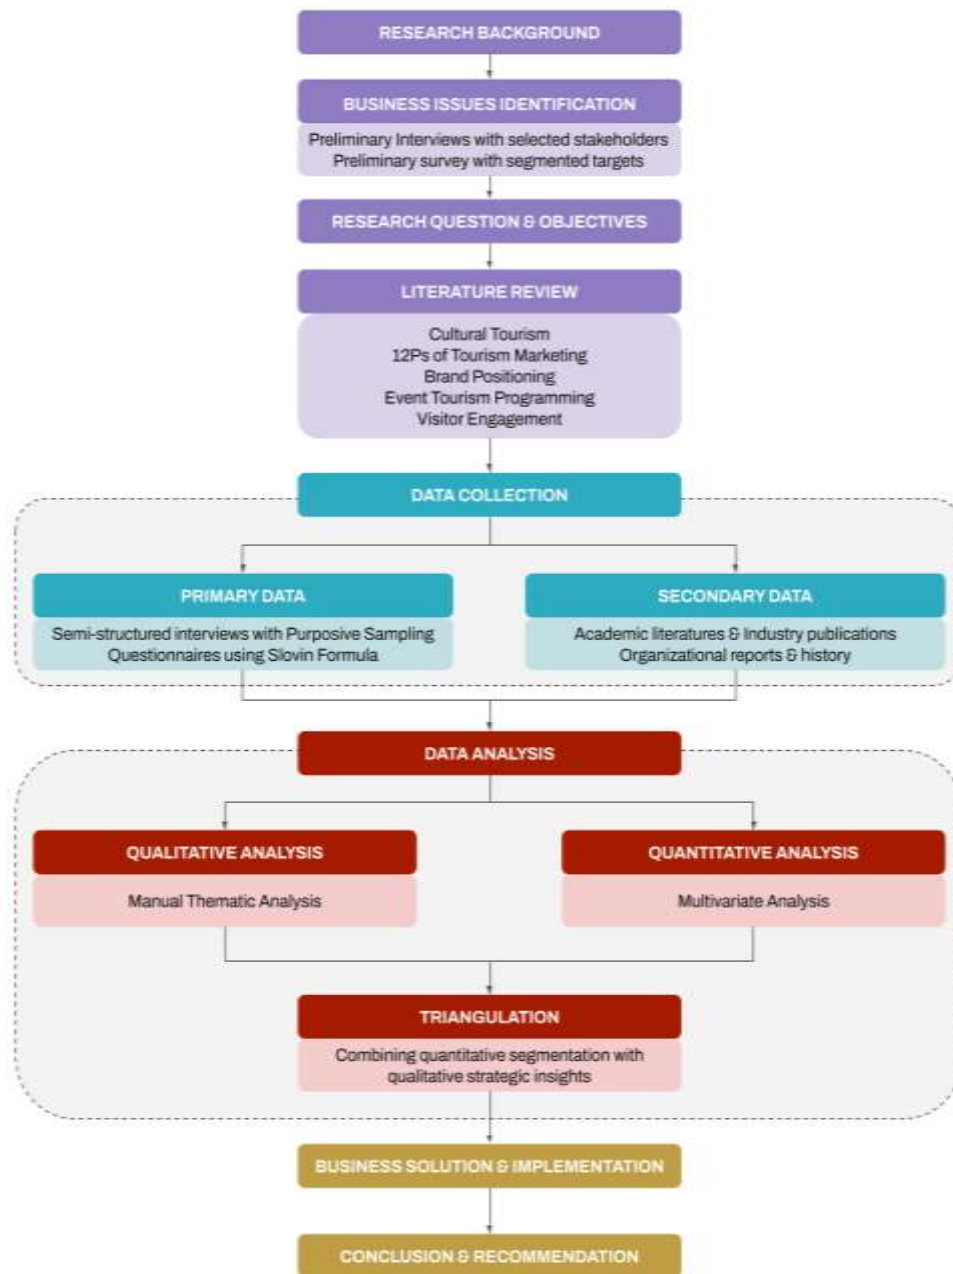 RESEARCH BACKGROUND
BUSINESS ISSUES IDENTIFICATION
Preliminary Interviews with selected stakeholders
Preliminary survey with segmented targets
RESEARCH QUESTION & OBJECTIVES
LITERATURE REVIEW
Cultural Tourism
12Ps of Tourism Marketing
Brand Positioning
Event Tourism Programming
Visitor Engagement
DATA COLLECTION
PRIMARY DATA
Semi-structured interviews with Purposive Sampling
Questionnaires using Slovin Formula
SECONDARY DATA
Academic literatures & Industry publications
Organizational reports & history
DATA ANALYSIS
QUALITATIVE ANALYSIS
Manual Thematic Analysis
QUANTITATIVE ANALYSIS
Multivariate Analysis
TRIANGULATION
Combining quantitative segmentation with
qualitative strategic insights
BUSINESS SOLUTION & IMPLEMENTATION
CONCLUSION & RECOMMENDATION